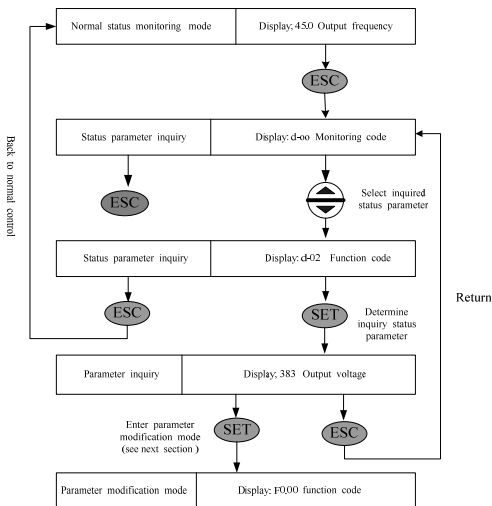 Normal status monitoring mode
Display; 45.0 Output frequency
ESC
Status parameter inquiry
Display: d-oo Monitoring code
ESC
Select inquired
status parameter
Back to normal control
Status parameter inquiry
Display: d-02 Function code
ESC
SET
Determine
inquiry status
parameter
Return
Parameter inquiry
Display; 383 Output voltage
Enter parameter
modification mode
(see next section )
SET
ESC
Parameter modification mode
Display: F0.00 function code